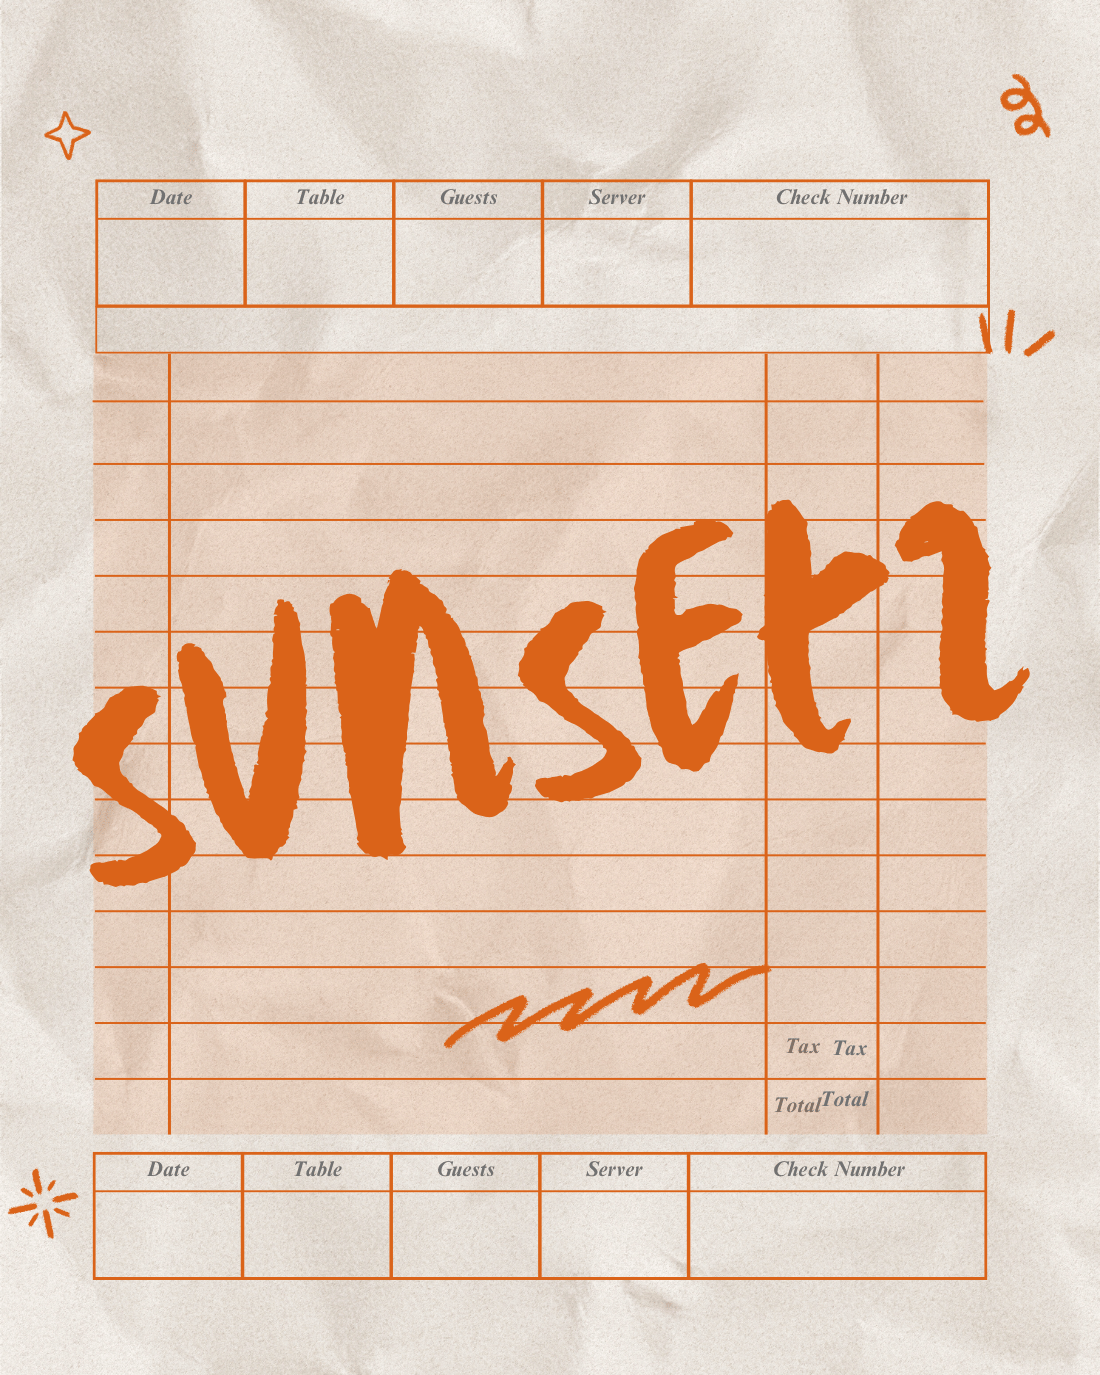 Date Table Guests Server Check Number
SUnSEt2
Tax Tax
Total Total
Date Table Guests Server Check Number